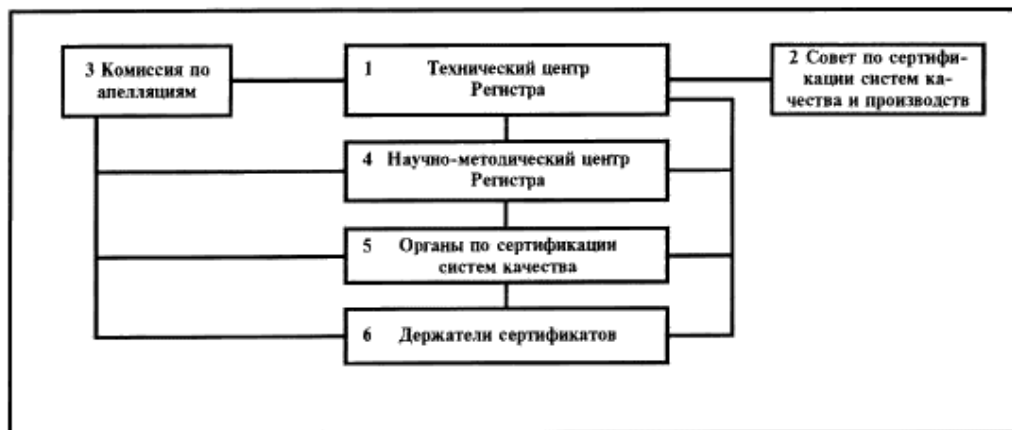 3 Комиссия по
апелляциям
1 Технический центр
Регистра
2 Совет по сертифи-
кации систем ка-
чества и производств
4 Научно-методический центр
Регистра
5 Органы по сертификации
систем качества
6 Держатели сертификатов